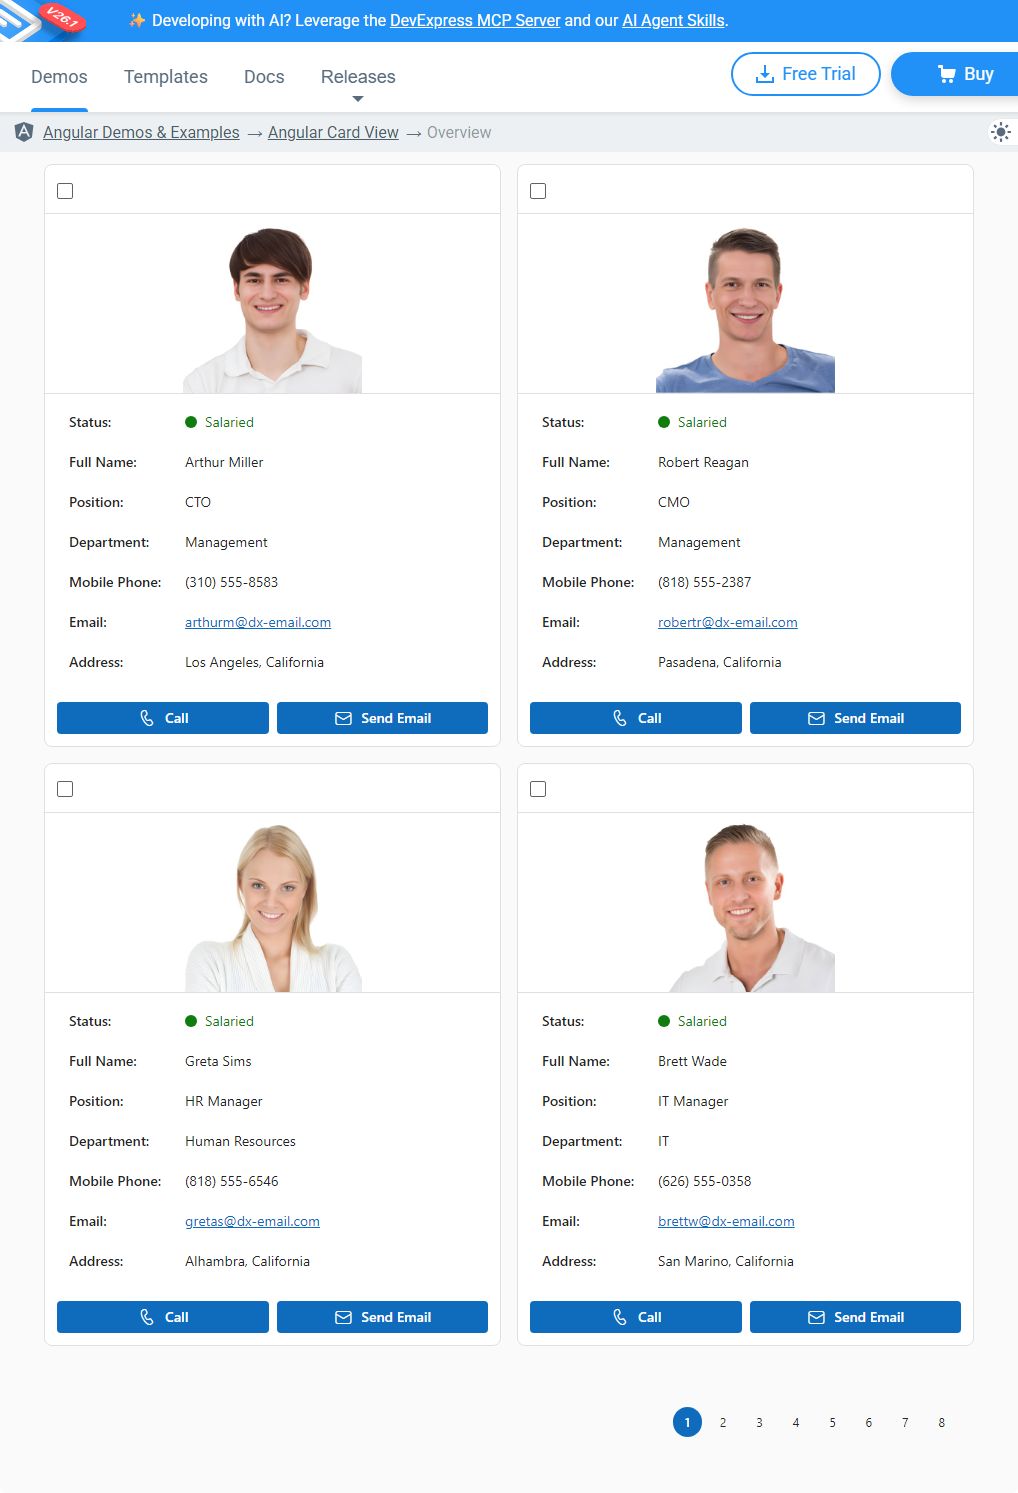 V26.1
✨ Developing with AI? Leverage the DevExpress MCP Server and our AI Agent Skills.
Demos Templates Docs Releases Free Trial Buy
Angular Demos & Examples → Angular Card View → Overview
Status: Salaried
Full Name: Arthur Miller
Position: CTO
Department: Management
Mobile Phone: (310) 555-8583
Email: arthurm@dx-email.com
Address: Los Angeles, California
Call Send Email
Status: Salaried
Full Name: Robert Reagan
Position: CMO
Department: Management
Mobile Phone: (818) 555-2387
Email: robertr@dx-email.com
Address: Pasadena, California
Call Send Email
Status: Salaried
Full Name: Greta Sims
Position: HR Manager
Department: Human Resources
Mobile Phone: (818) 555-6546
Email: gretas@dx-email.com
Address: Alhambra, California
Call Send Email
Status: Salaried
Full Name: Brett Wade
Position: IT Manager
Department: IT
Mobile Phone: (626) 555-0358
Email: brettw@dx-email.com
Address: San Marino, California
Call Send Email
1 2 3 4 5 6 7 8